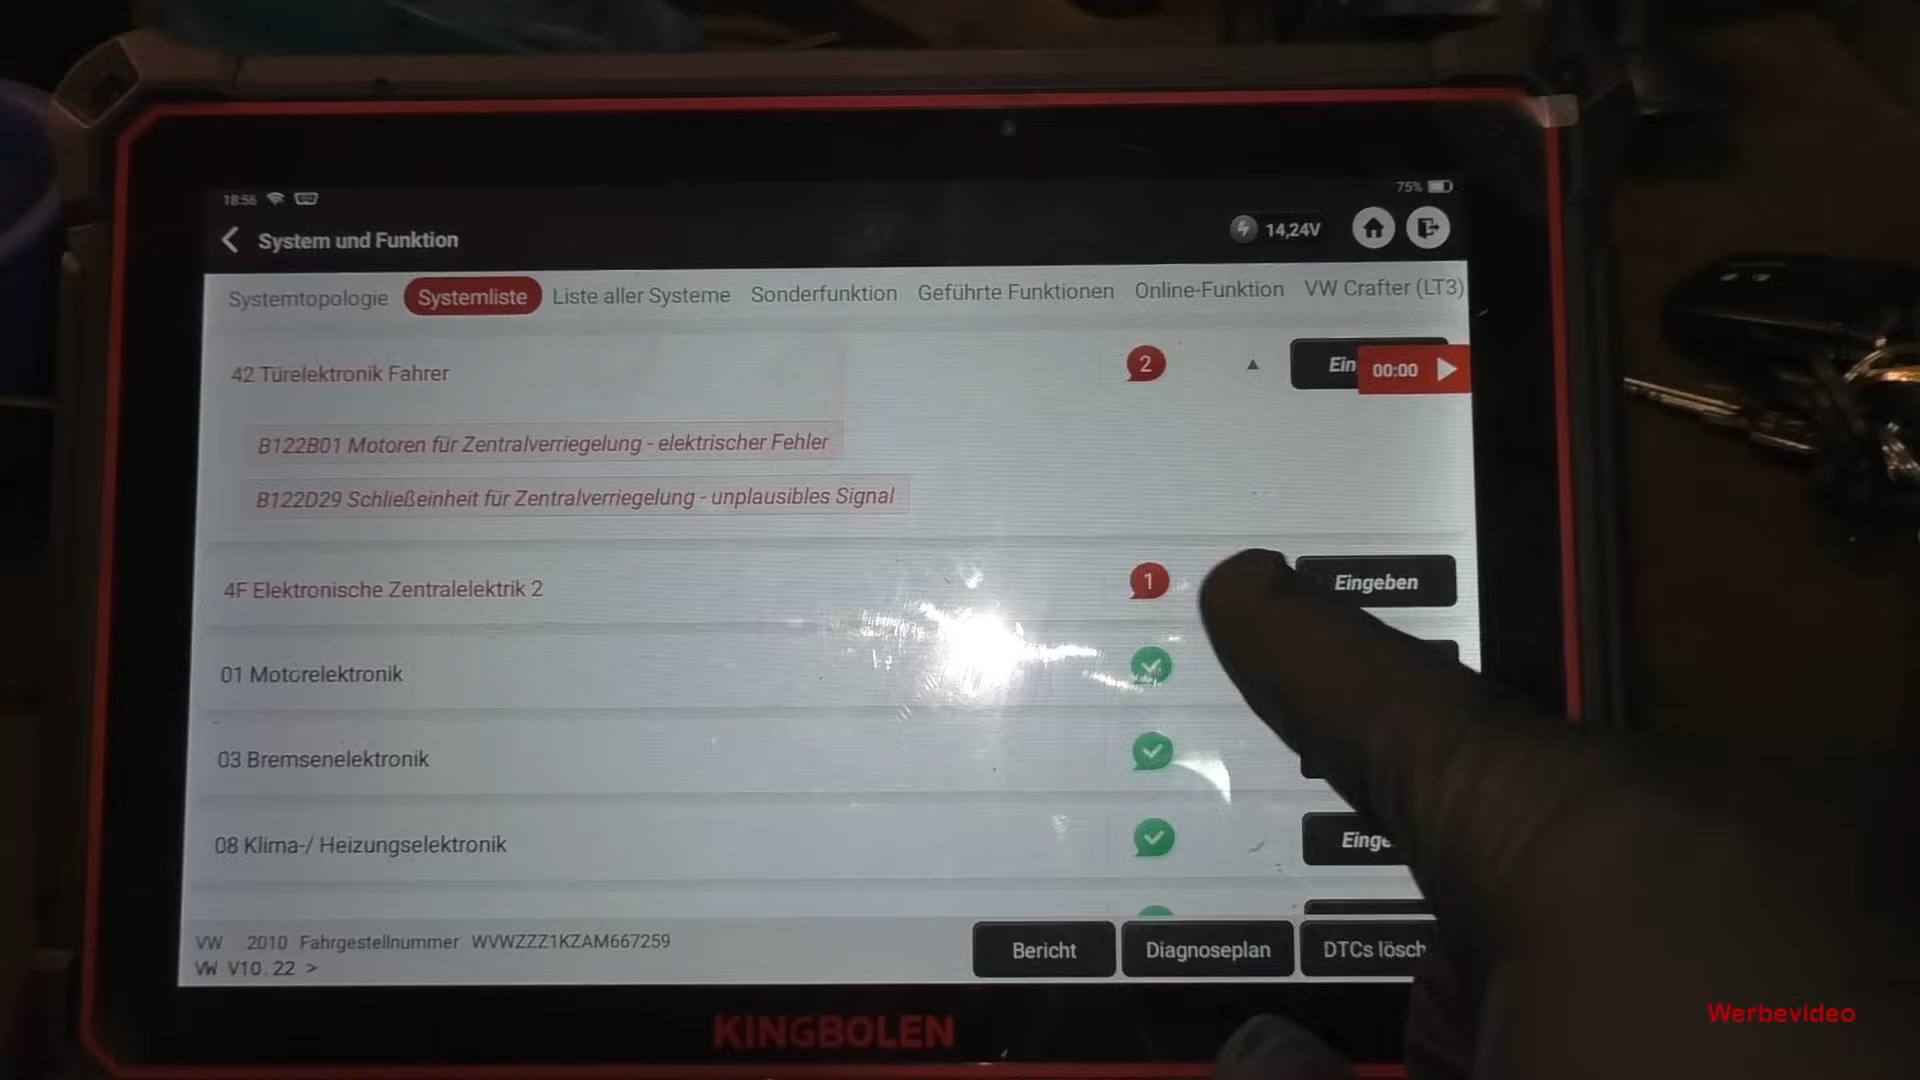 18:56
75%
System und Funktion
14,24V
Systemtopologie Systemliste Liste aller Systeme Sonderfunktion Geführte Funktionen Online-Funktion VW Crafter (LT3)
42 Türelektronik Fahrer
2
Ein
00:00
B122B01 Motoren für Zentralverriegelung - elektrischer Fehler
B122D29 Schließeinheit für Zentralverriegelung - unplausibles Signal
4F Elektronische Zentralelektrik 2
1
Eingeben
01 Motorelektronik
03 Bremsenelektronik
08 Klima-/ Heizungselektronik
Einge
VW 2010 Fahrgestellnummer WVWZZZ1KZAM667259
VW V10.22 >
Bericht
Diagnoseplan
DTCs lösch
KINGBOLEN
Werbevideo